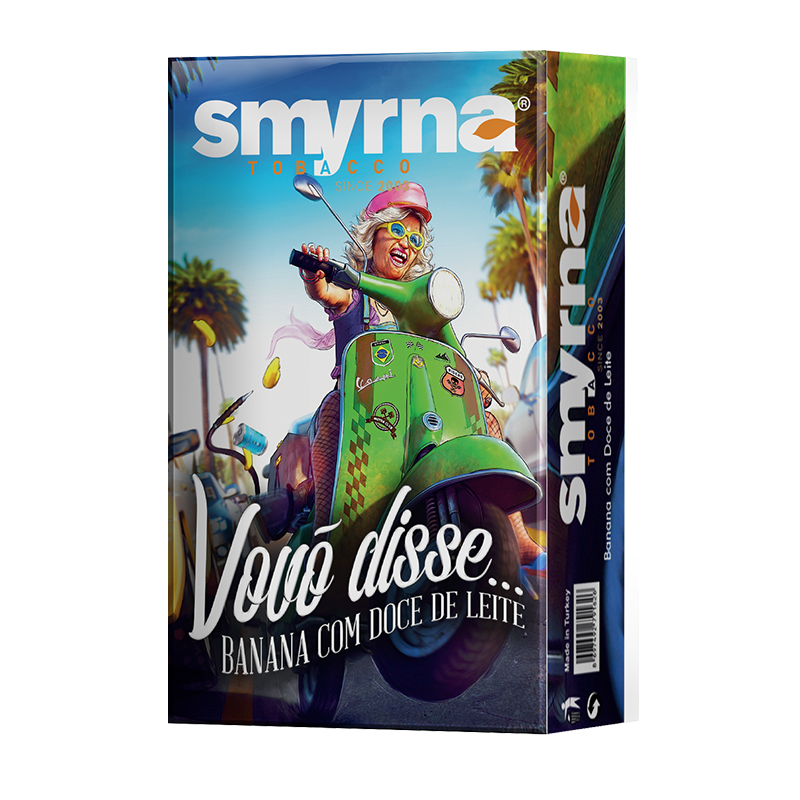 smyrna®
TOBACCO
SINCE 2003
Vovó disse...
BANANA COM DOCE DE LEITE
smyrna®
TOBACCO
SINCE 2003
Banana com Doce de Leite
Made in Turkey